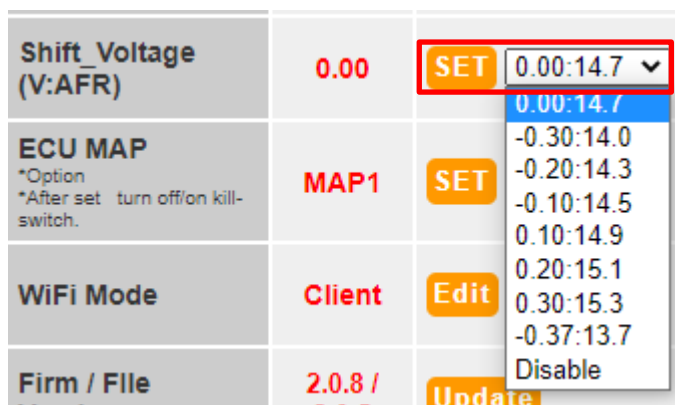 Shift_Voltage
(V:AFR)
0.00
SET
0.00:14.7
0.00:14.7
-0.30:14.0
-0.20:14.3
-0.10:14.5
0.10:14.9
0.20:15.1
0.30:15.3
-0.37:13.7
Disable
ECU MAP
*Option
*After set turn off/on kill-
switch.
MAP1
SET
WiFi Mode
Client
Edit
Firm / FIle
2.0.8 /
Update